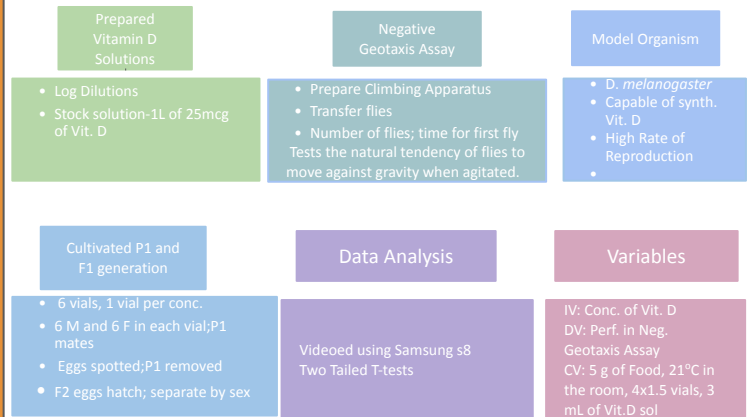 Prepared
Vitamin D
Solutions
• Log Dilutions
• Stock solution-1L of 25mcg
of Vit. D
Negative
Geotaxis Assay
• Prepare Climbing Apparatus
• Transfer flies
• Number of flies; time for first fly
Tests the natural tendency of flies to
move against gravity when agitated.
Model Organism
• D. melanogaster
• Capable of synth.
Vit. D
• High Rate of
Reproduction
•
Cultivated P1 and
F1 generation
• 6 vials, 1 vial per conc.
• 6 M and 6 F in each vial;P1
mates
• Eggs spotted;P1 removed
• F2 eggs hatch; separate by sex
Data Analysis
Videoed using Samsung s8
Two Tailed T-tests
Variables
IV: Conc. of Vit. D
DV: Perf. in Neg.
Geotaxis Assay
CV: 5 g of Food, 21°C in
the room, 4x1.5 vials, 3
mL of Vit.D sol